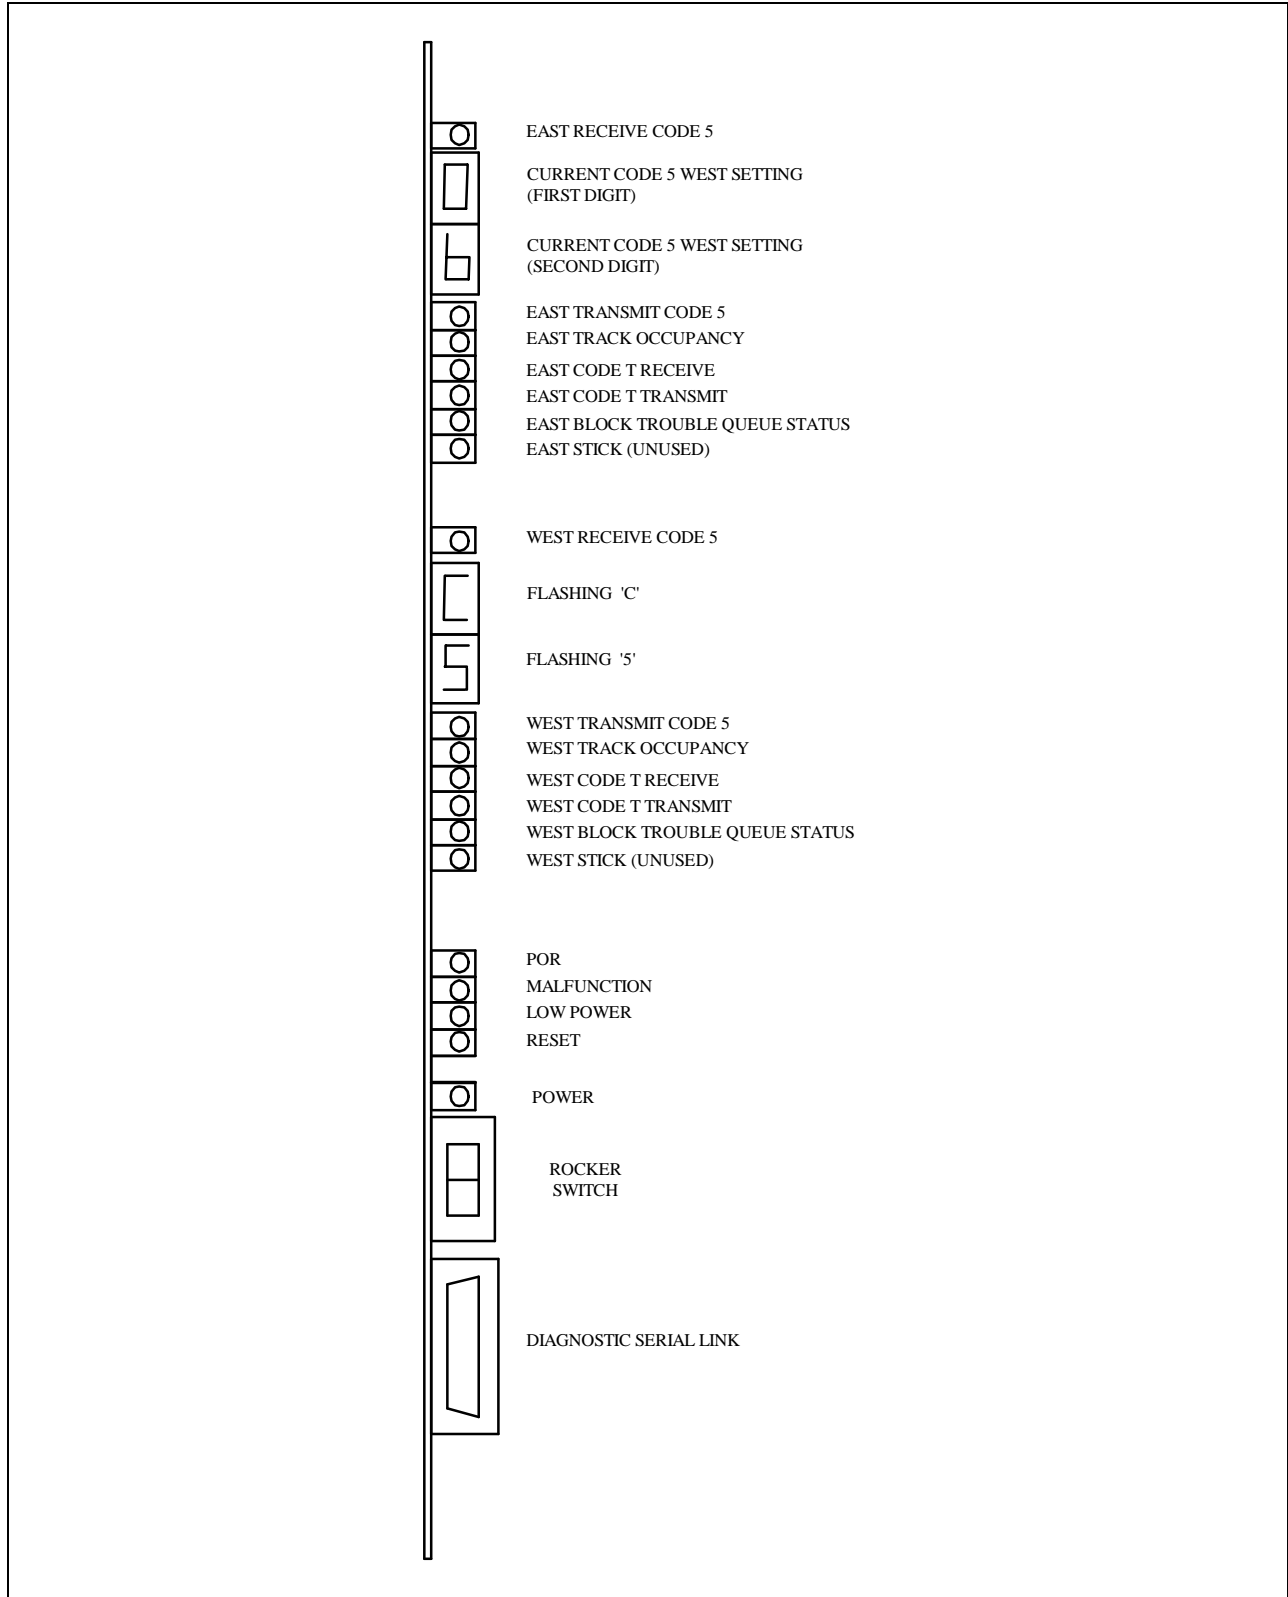 EAST RECEIVE CODE 5
0
CURRENT CODE 5 WEST SETTING
(FIRST DIGIT)
6
CURRENT CODE 5 WEST SETTING
(SECOND DIGIT)
EAST TRANSMIT CODE 5
EAST TRACK OCCUPANCY
EAST CODE T RECEIVE
EAST CODE T TRANSMIT
EAST BLOCK TROUBLE QUEUE STATUS
EAST STICK (UNUSED)
WEST RECEIVE CODE 5
C
FLASHING 'C'
5
FLASHING '5'
WEST TRANSMIT CODE 5
WEST TRACK OCCUPANCY
WEST CODE T RECEIVE
WEST CODE T TRANSMIT
WEST BLOCK TROUBLE QUEUE STATUS
WEST STICK (UNUSED)
POR
MALFUNCTION
LOW POWER
RESET
POWER
ROCKER
SWITCH
DIAGNOSTIC SERIAL LINK